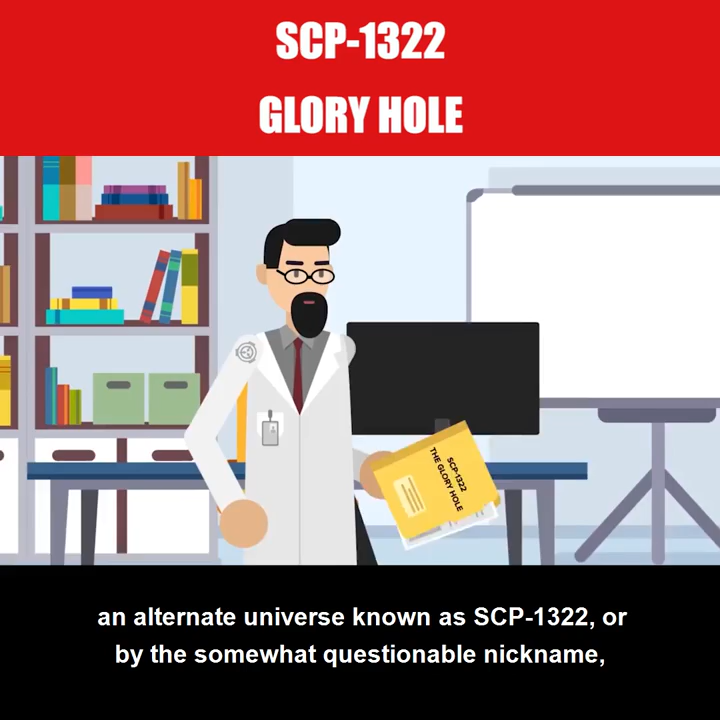 SCP-1322
GLORY HOLE
SCP-1322
THE GLORY HOLE
an alternate universe known as SCP-1322, or
by the somewhat questionable nickname,